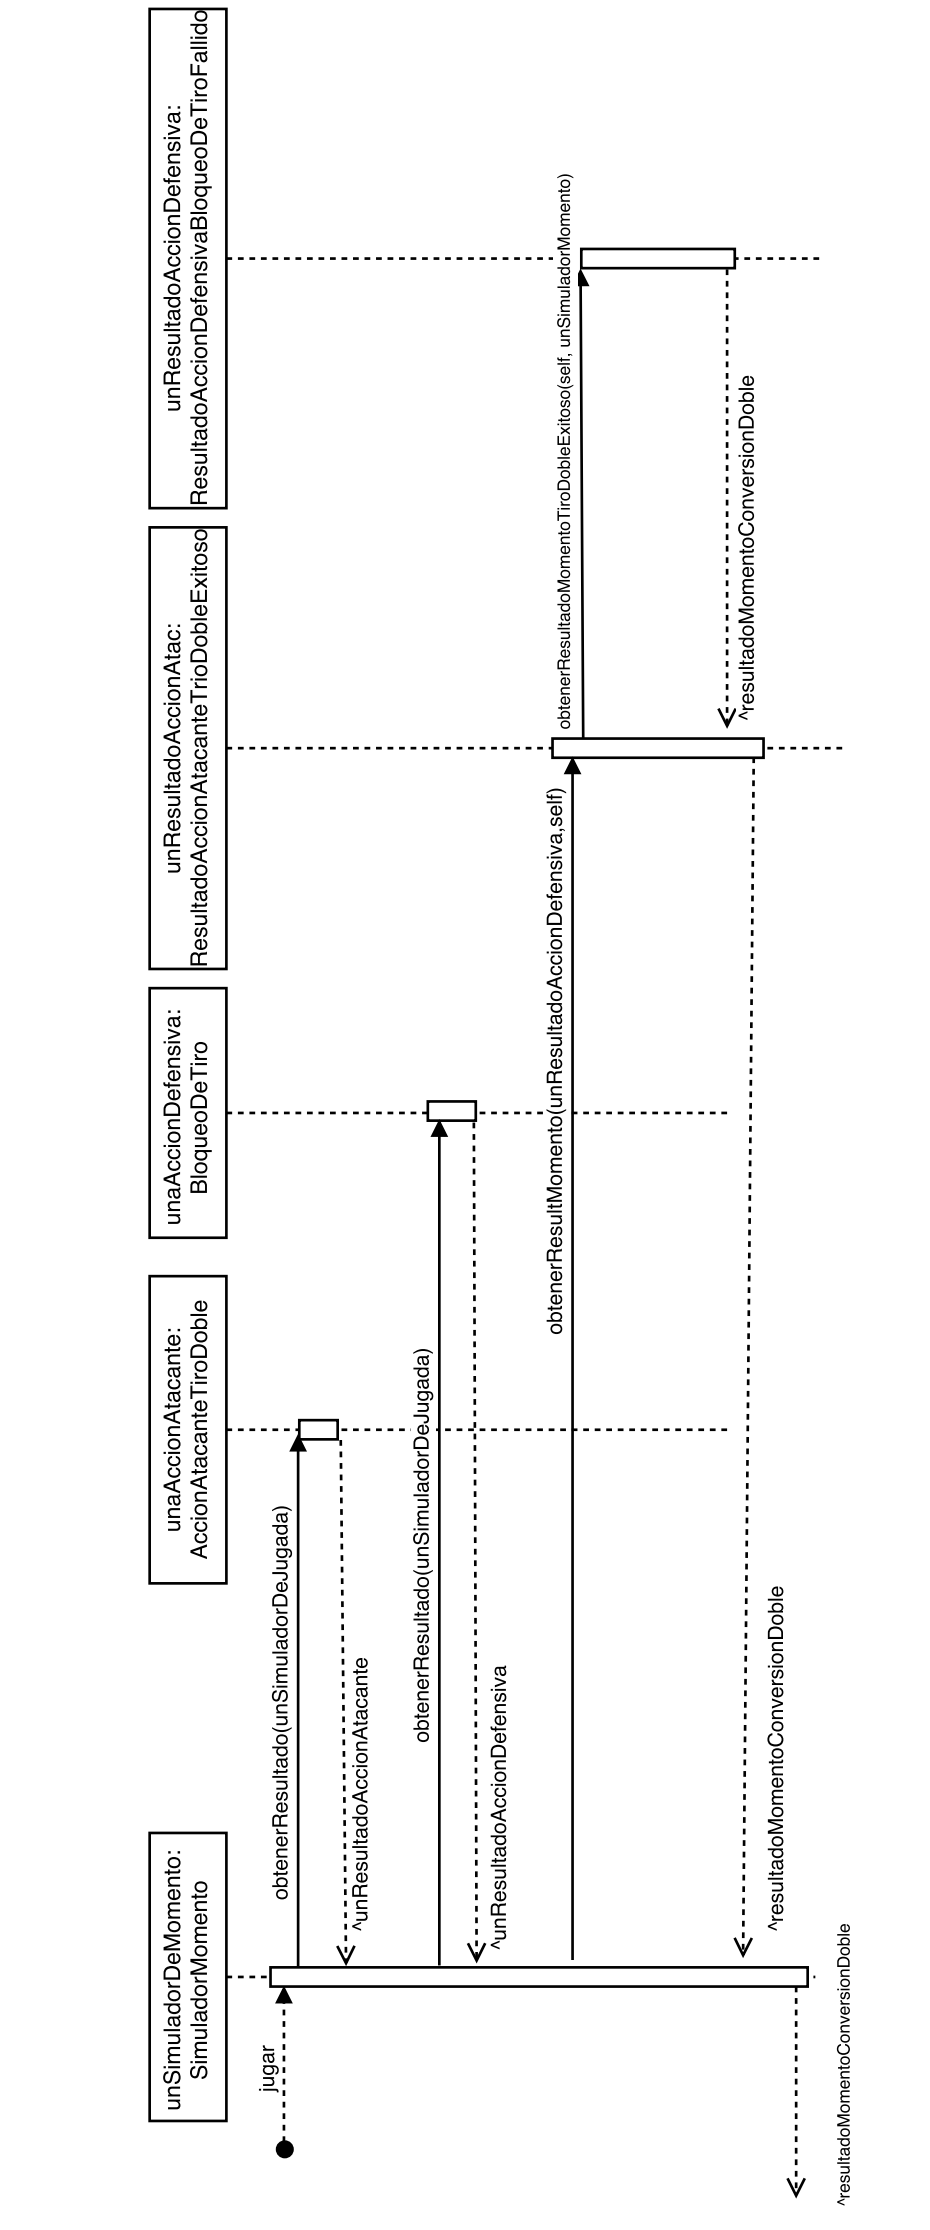 unSimuladorDeMomento:
SimuladorMomento
unaAccionAtacante:
AccionAtacanteTiroDoble
unaAccionDefensiva:
BloqueoDeTiro
unResultadoAccionAtac:
ResultadoAccionAtacanteTrioDobleExitoso
unResultadoAccionDefensiva:
ResultadoAccionDefensivaBloqueoDeTiroFallido
jugar
obtenerResultado(unSimuladorDeJugada)
^unResultadoAccionAtacante
obtenerResultado(unSimuladorDeJugada)
^unResultadoAccionDefensiva
obtenerResultMomento(unResultadoAccionDefensiva,self)
obtenerResultadoMomentoTiroDobleExitoso(self, unSimuladorMomento)
^resultadoMomentoConversionDoble
^resultadoMomentoConversionDoble
^resultadoMomentoConversionDoble